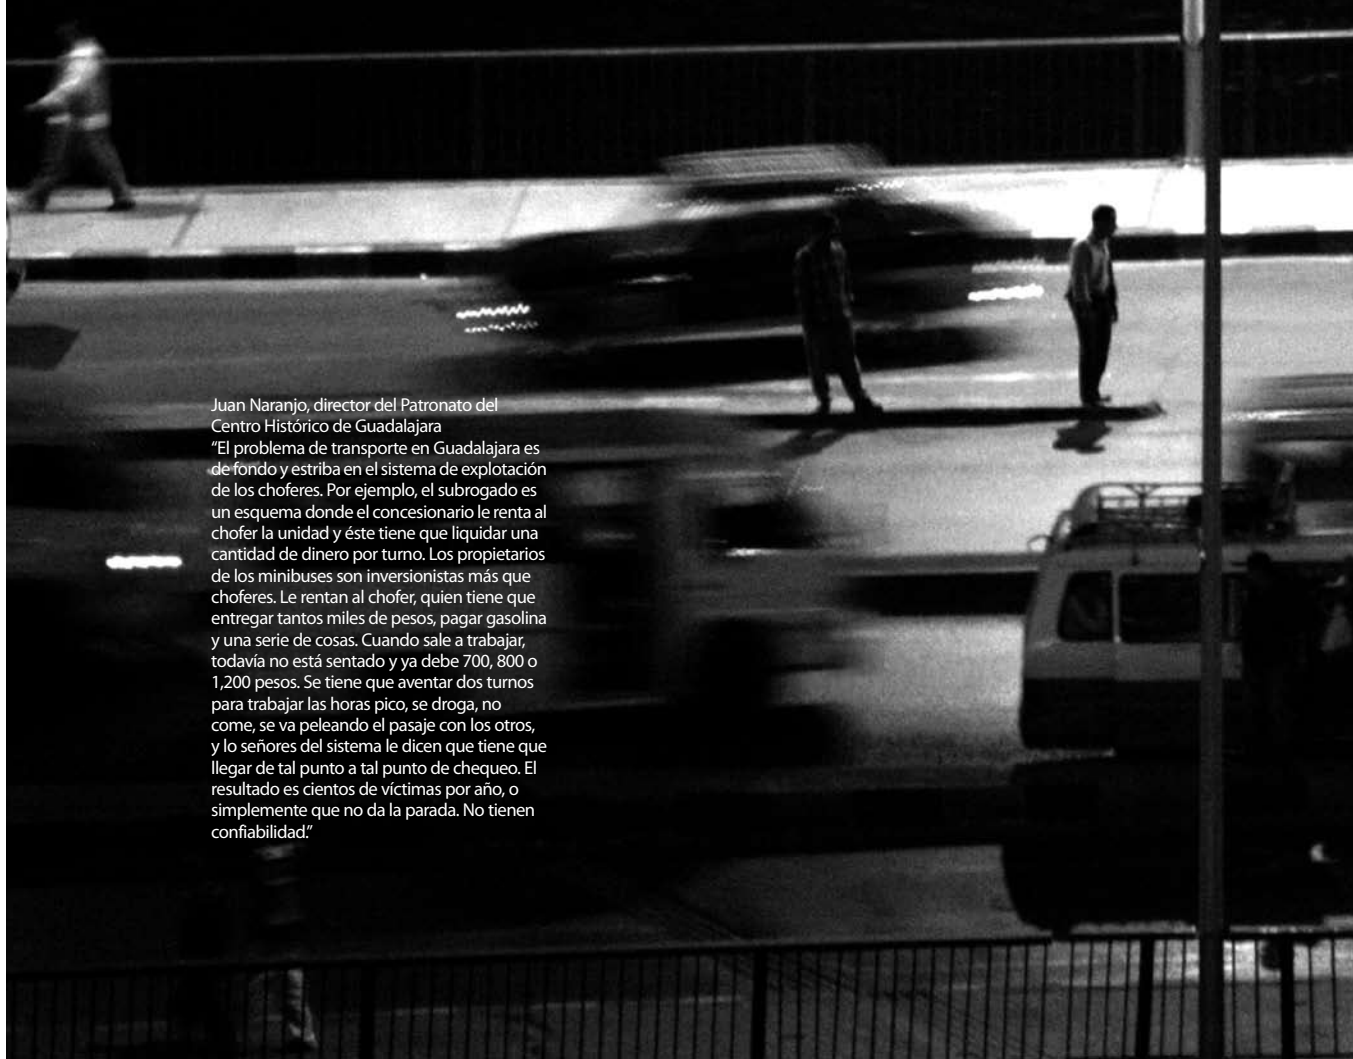 Juan Naranjo, director del Patronato del
Centro Histórico de Guadalajara
“El problema de transporte en Guadalajara es
de fondo y estriba en el sistema de explotación
de los choferes. Por ejemplo, el subrogado es
un esquema donde el concesionario le renta al
chofer la unidad y éste tiene que liquidar una
cantidad de dinero por turno. Los propietarios
de los minibuses son inversionistas más que
choferes. Le rentan al chofer, quien tiene que
entregar tantos miles de pesos, pagar gasolina
y una serie de cosas. Cuando sale a trabajar,
todavía no está sentado y ya debe 700, 800 o
1,200 pesos. Se tiene que aventar dos turnos
para trabajar las horas pico, se droga, no
come, se va peleando el pasaje con los otros,
y lo señores del sistema le dicen que tiene que
llegar de tal punto a tal punto de chequeo. El
resultado es cientos de víctimas por año, o
simplemente que no da la parada. No tienen
confiabilidad.”